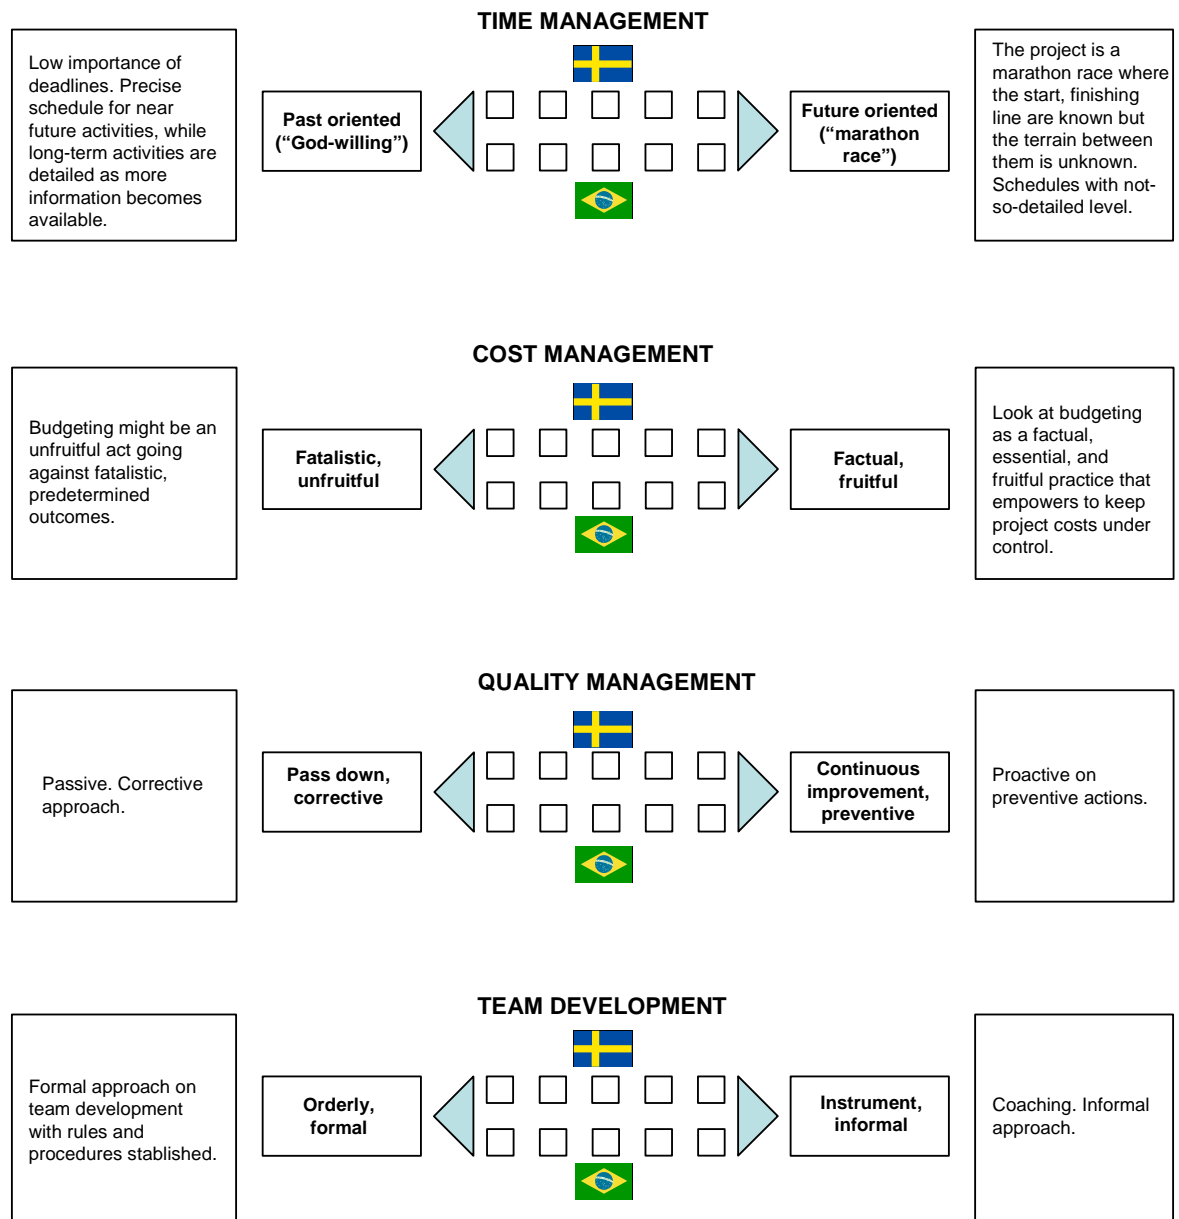 TIME MANAGEMENT
Low importance of
deadlines. Precise
schedule for near
future activities, while
long-term activities are
detailed as more
information becomes
available.
Past oriented
(“God-willing”)
Future oriented
(“marathon
race”)
The project is a
marathon race where
the start, finishing
line are known but
the terrain between
them is unknown.
Schedules with not-
so-detailed level.
COST MANAGEMENT
Budgeting might be an
unfruitful act going
against fatalistic,
predetermined
outcomes.
Fatalistic,
unfruitful
Factual,
fruitful
Look at budgeting
as a factual,
essential, and
fruitful practice that
empowers to keep
project costs under
control.
QUALITY MANAGEMENT
Passive. Corrective
approach.
Pass down,
corrective
Continuous
improvement,
preventive
Proactive on
preventive actions.
TEAM DEVELOPMENT
Formal approach on
team development
with rules and
procedures stablished.
Orderly,
formal
Instrument,
informal
Coaching. Informal
approach.